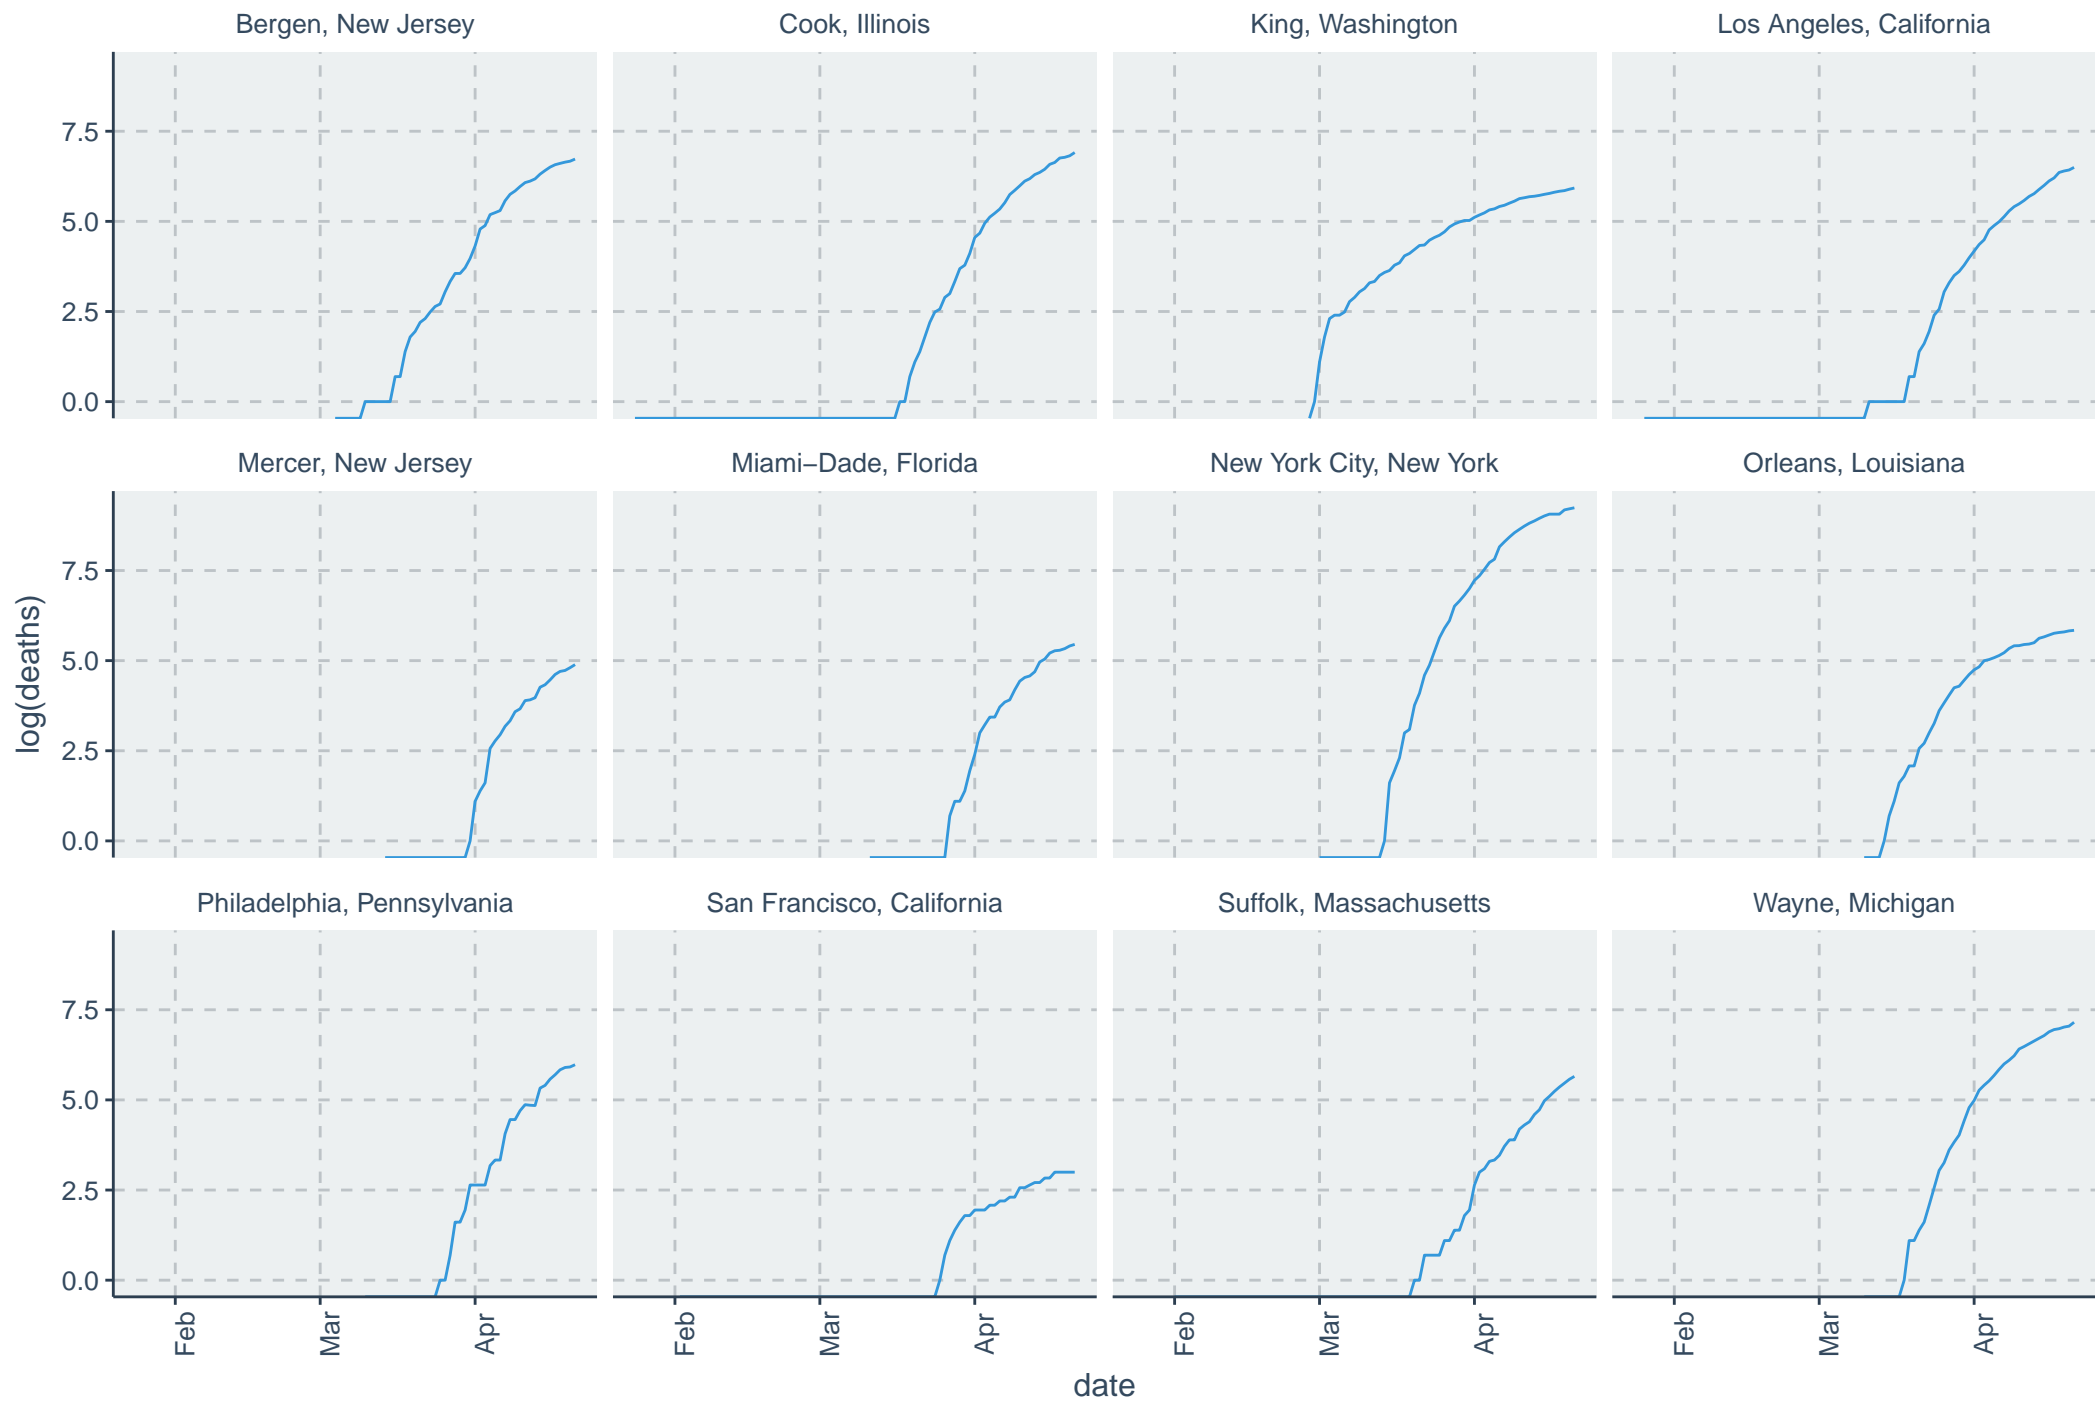 Bergen, New Jersey
Cook, Illinois
King, Washington
Los Angeles, California
7.5
5.0
2.5
0.0
Mercer, New Jersey
Miami−Dade, Florida
New York City, New York
Orleans, Louisiana
7.5
5.0
2.5
0.0
log(deaths)
Philadelphia, Pennsylvania
San Francisco, California
Suffolk, Massachusetts
Wayne, Michigan
7.5
5.0
2.5
0.0
Feb
Mar
Apr
Feb
Mar
Apr
Feb
Mar
Apr
Feb
Mar
Apr
date